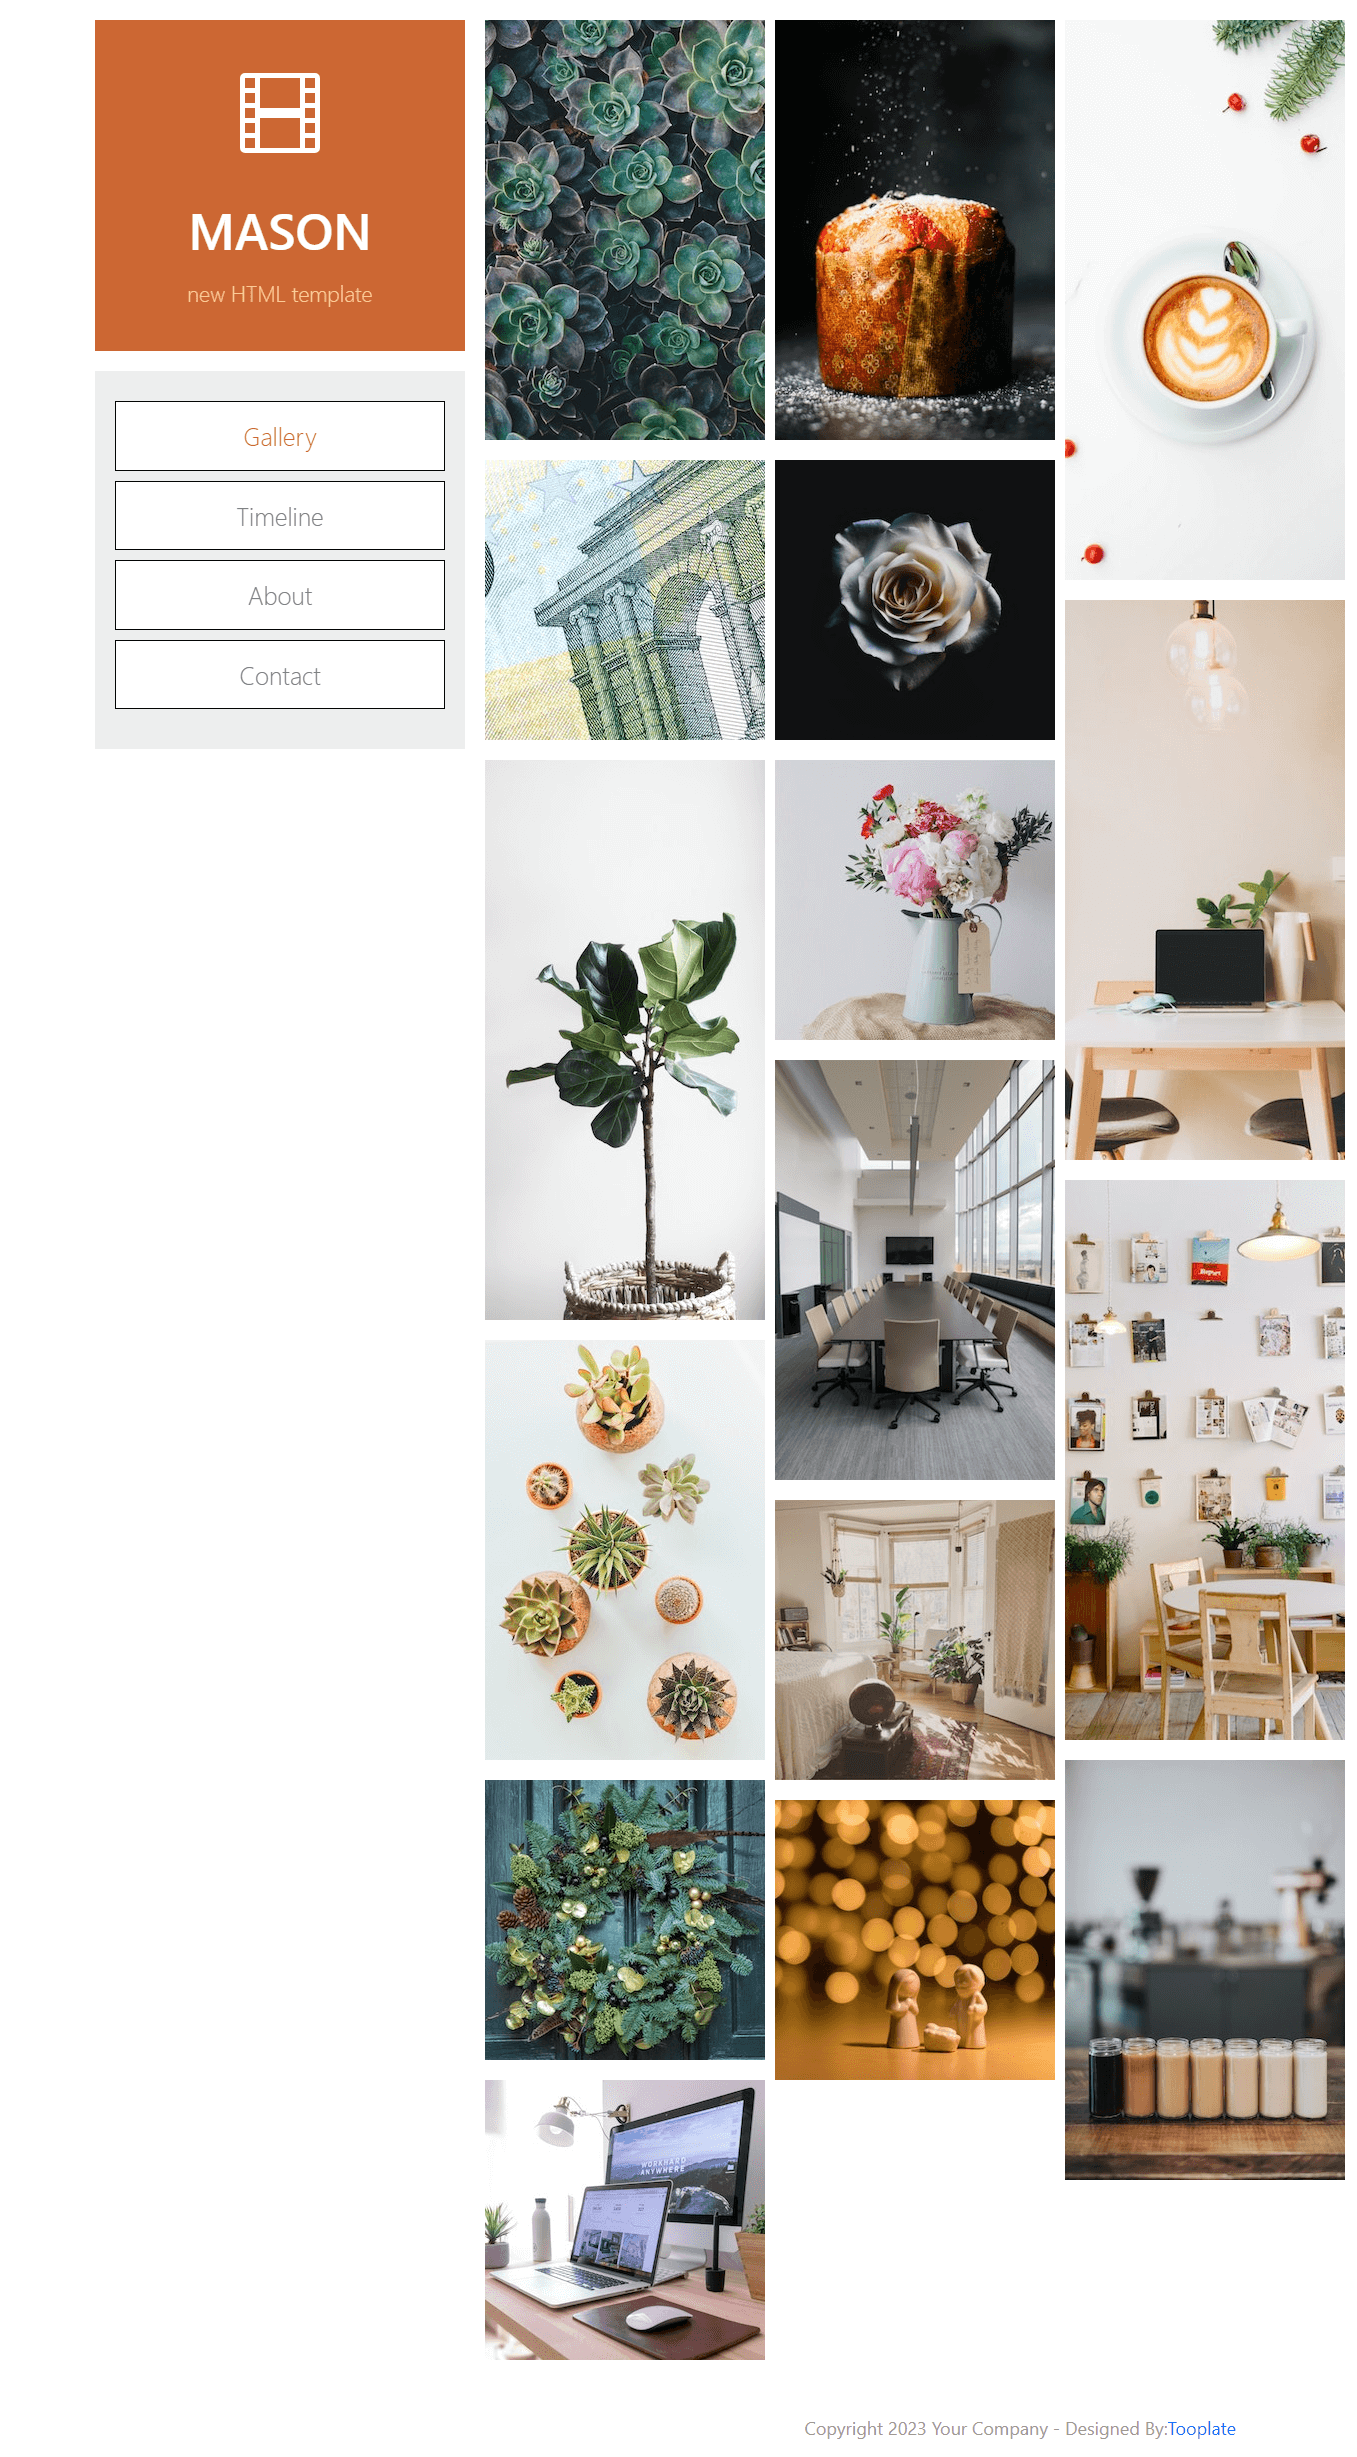 MASON
new HTML template
Gallery
Timeline
About
Contact
WORKHARD
ANYWHERE
Copyright 2023 Your Company - Designed By:Tooplate